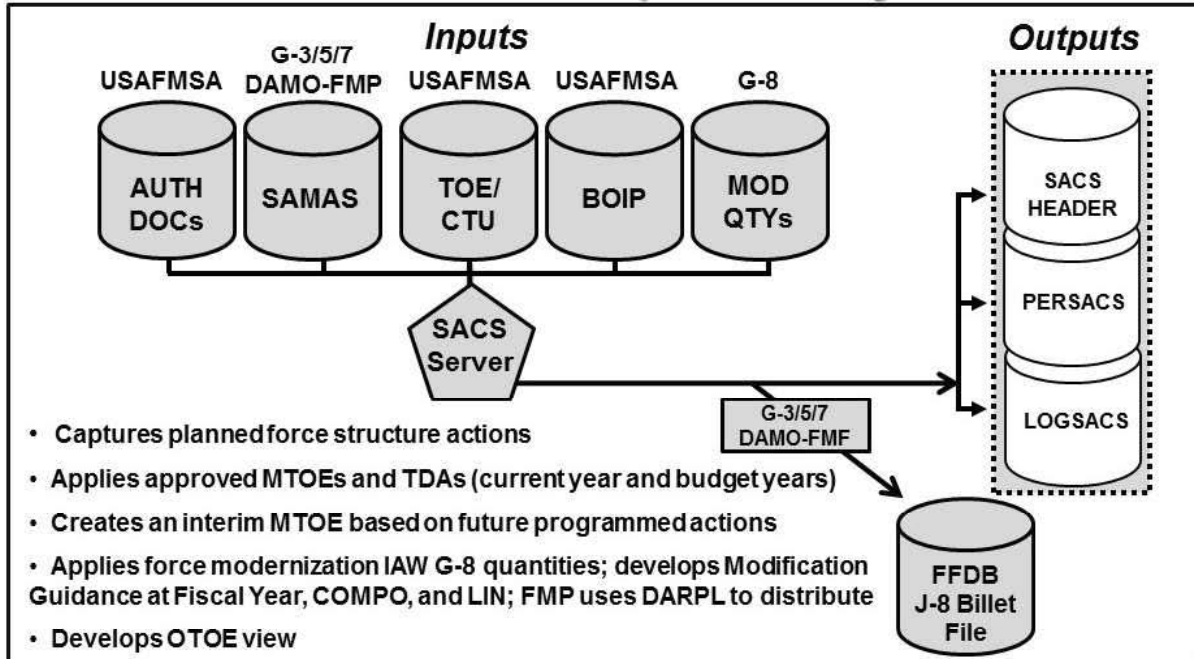 Inputs
Outputs
USAFMSA
G-3/5/7
DAMO-FMP
USAFMSA
USAFMSA
G-8
AUTH
DOCs
SAMAS
TOE/
CTU
BOIP
MOD
QTYs
SACS
HEADER
PERSACS
LOGSACS
SACS
Server
G-3/5/7
DAMO-FMF
• Captures planned force structure actions
• Applies approved MTOEs and TDAs (current year and budget years)
• Creates an interim MTOE based on future programmed actions
• Applies force modernization IAW G-8 quantities; develops Modification
Guidance at Fiscal Year, COMPO, and LIN; FMP uses DARPL to distribute
• Develops OTOE view
FFDB
J-8 Billet
File